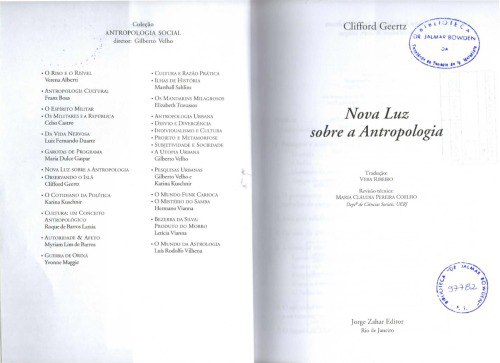 Coleção
ANTROPOLOGIA SOCIAL
diretor: Gilberto Velho
• O RISO E O RISÍVEL
Verena Alberti
• ANTROPOLOGIA CULTURAL
Franz Boas
• O ESPÍRITO MILITAR
• OS MILITARES E A REPÚBLICA
Celso Castro
• DA VIDA NERVOSA
Luiz Fernando Duarte
• GAROTAS DE PROGRAMA
Maria Dulce Gaspar
• NOVA LUZ SOBRE A ANTROPOLOGIA
• OBSERVANDO O ISLÃ
Clifford Geertz
• O COTIDIANO DA POLÍTICA
Karina Kuschnir
• CULTURA: UM CONCEITO
ANTROPOLÓGICO
Roque de Barros Laraia
• AUTORIDADE & AFETO
Myriam Lins de Barros
• GUERRA DE ORIXÁ
Yvonne Maggie
• CULTURA E RAZÃO PRÁTICA
• ILHAS DE HISTÓRIA
Marshall Sahlins
• OS MANDARINS MILAGROSOS
Elizabeth Travassos
• ANTROPOLOGIA URBANA
• DESVIO E DIVERGÊNCIA
• INDIVIDUALISMO E CULTURA
• PROJETO E METAMORFOSE
• SUBJETIVIDADE E SOCIEDADE
• A UTOPIA URBANA
Gilberto Velho
• PESQUISAS URBANAS
Gilberto Velho e
Karina Kuschnir
• O MUNDO FUNK CARIOCA
• O MISTÉRIO DO SAMBA
Hermano Vianna
• BEZERRA DA SILVA:
PRODUTO DO MORRO
Letícia Vianna
• O MUNDO DA ASTROLOGIA
Luís Rodolfo Vilhena
Clifford Geertz
BIBLIOTECA
DR JALMAR BOWDEN
DA
Faculdade de Teologia da
Nova Luz
sobre a Antropologia
Tradução:
VERA RIBEIRO
Revisão técnica:
MARIA CLÁUDIA PEREIRA COELHO
Deptº de Ciências Sociais, UERJ
BIBLIOTECA "DR JALMAR BOWDEN"
97782
Jorge Zahar Editor
Rio de Janeiro